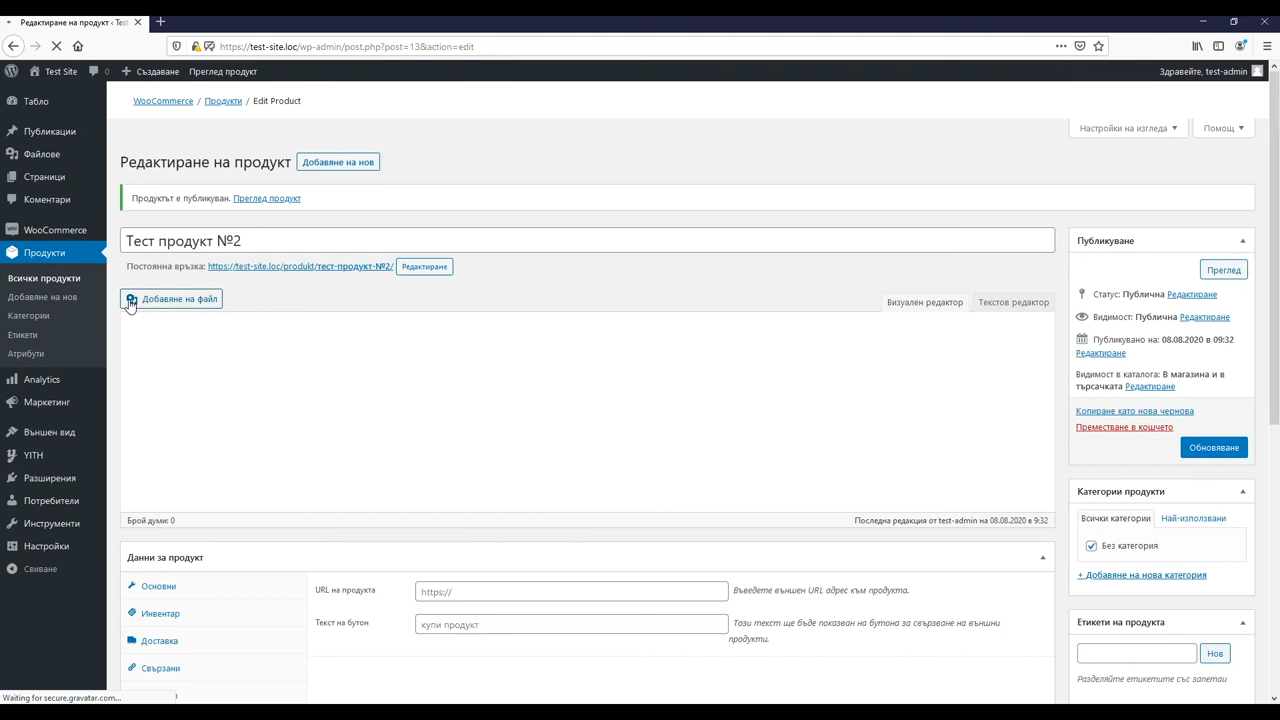 Редактиране на продукт ‹ Test
https://test-site.loc/wp-admin/post.php?post=13&action=edit
Test Site 0 Създаване Преглед продукт Здравейте, test-admin
Табло
Публикации
Файлове
Страници
Коментари
WooCommerce
Продукти
Всички продукти
Добавяне на нов
Категории
Етикети
Атрибути
Analytics
Маркетинг
Външен вид
YITH
Разширения
Потребители
Инструменти
Настройки
Свиване
WooCommerce / Продукти / Edit Product
Настройки на изгледа Помощ
Редактиране на продукт Добавяне на нов
Продуктът е публикуван. Преглед продукт
Тест продукт №2
Постоянна връзка: https://test-site.loc/produkt/тест-продукт-№2/ Редактиране
Добавяне на файл
Визуален редактор Текстов редактор
Брой думи: 0 Последна редакция от test-admin на 08.08.2020 в 9:32
Данни за продукт
Основни
Инвентар
Доставка
Свързани
URL на продукта https:// Въведете външен URL адрес към продукта.
Текст на бутон купи продукт Този текст ще бъде показван на бутона за свързване на външни
продукти.
Публикуване
Преглед
Статус: Публична Редактиране
Видимост: Публична Редактиране
Публикувано на: 08.08.2020 в 09:32
Редактиране
Видимост в каталога: В магазина и в
търсачката Редактиране
Копиране като нова чернова
Преместване в кошчето
Обновяване
Категории продукти
Всички категории Най-използвани
Без категория
+ Добавяне на нова категория
Етикети на продукта
Нов
Разделяйте етикетите със запетаи
Waiting for secure.gravatar.com...